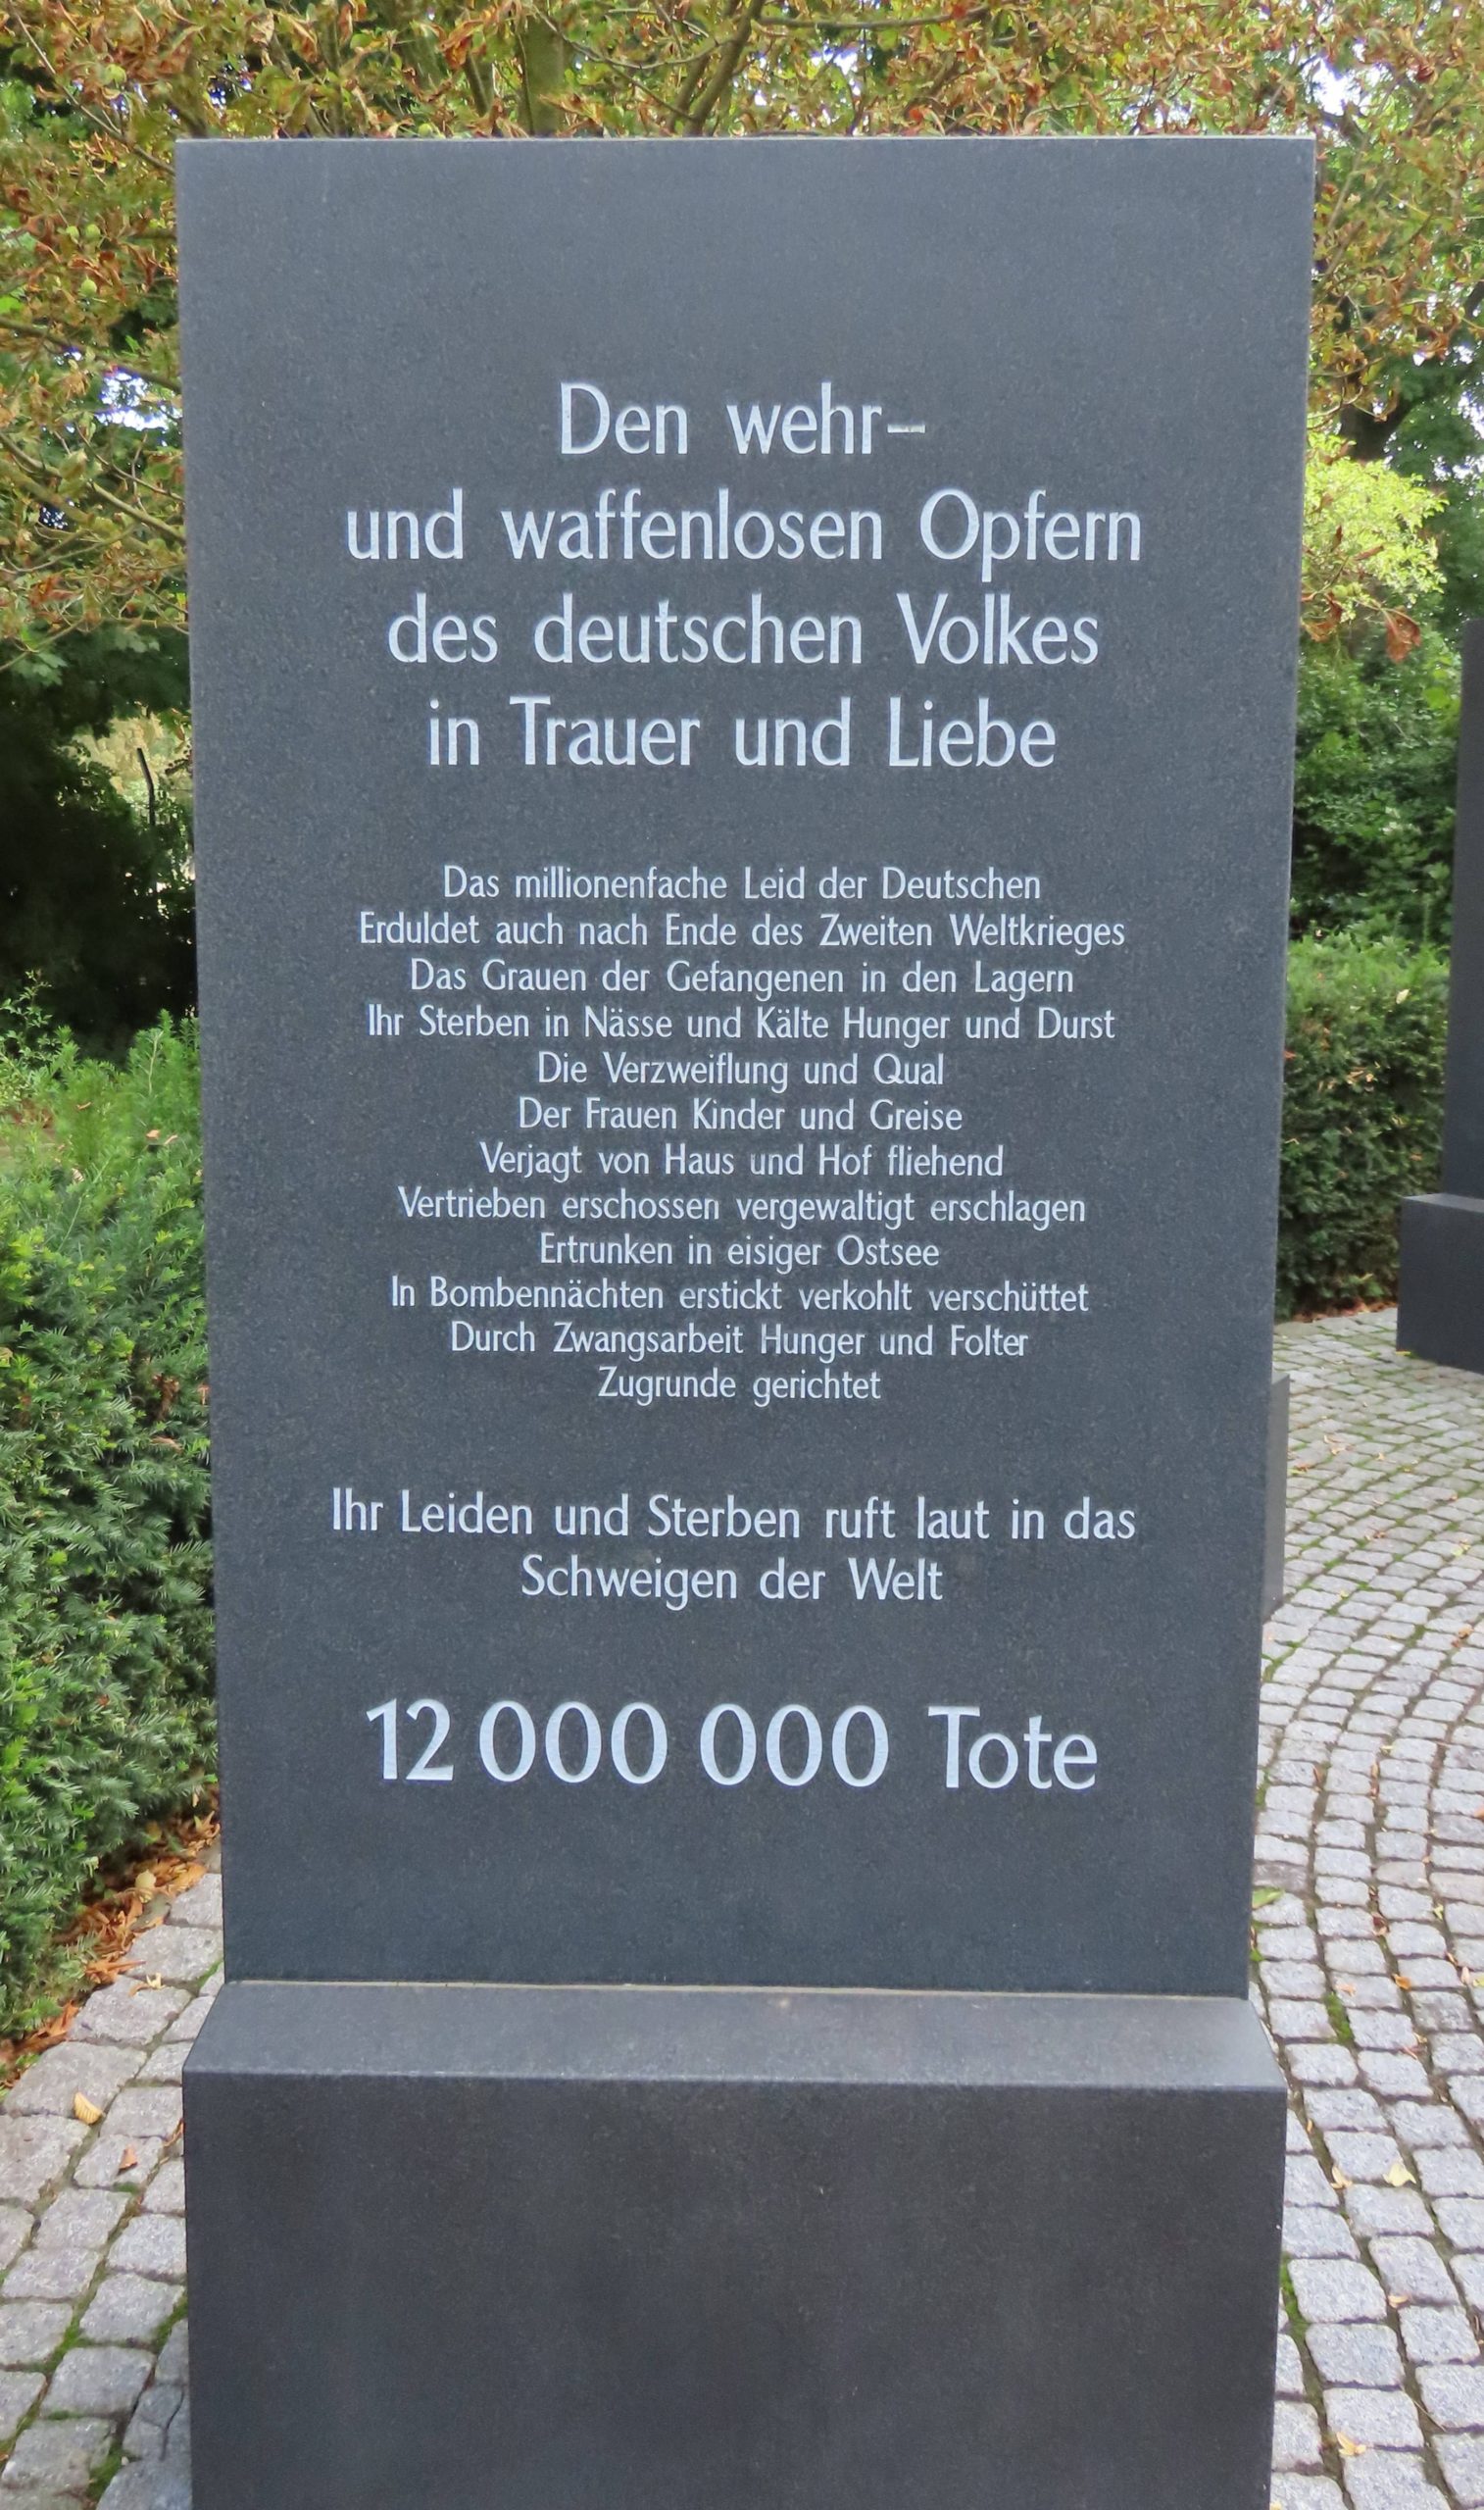 Den wehr-
und waffenlosen Opfern
des deutschen Volkes
in Trauer und Liebe
Das millionenfache Leid der Deutschen
Erduldet auch nach Ende des Zweiten Weltkrieges
Das Grauen der Gefangenen in den Lagern
Ihr Sterben in Nässe und Kälte Hunger und Durst
Die Verzweiflung und Qual
Der Frauen Kinder und Greise
Verjagt von Haus und Hof fliehend
Vertrieben erschossen vergewaltigt erschlagen
Ertrunken in eisiger Ostsee
In Bombennächten erstickt verkohlt verschüttet
Durch Zwangsarbeit Hunger und Folter
Zugrunde gerichtet
Ihr Leiden und Sterben ruft laut in das
Schweigen der Welt
12 000 000 Tote